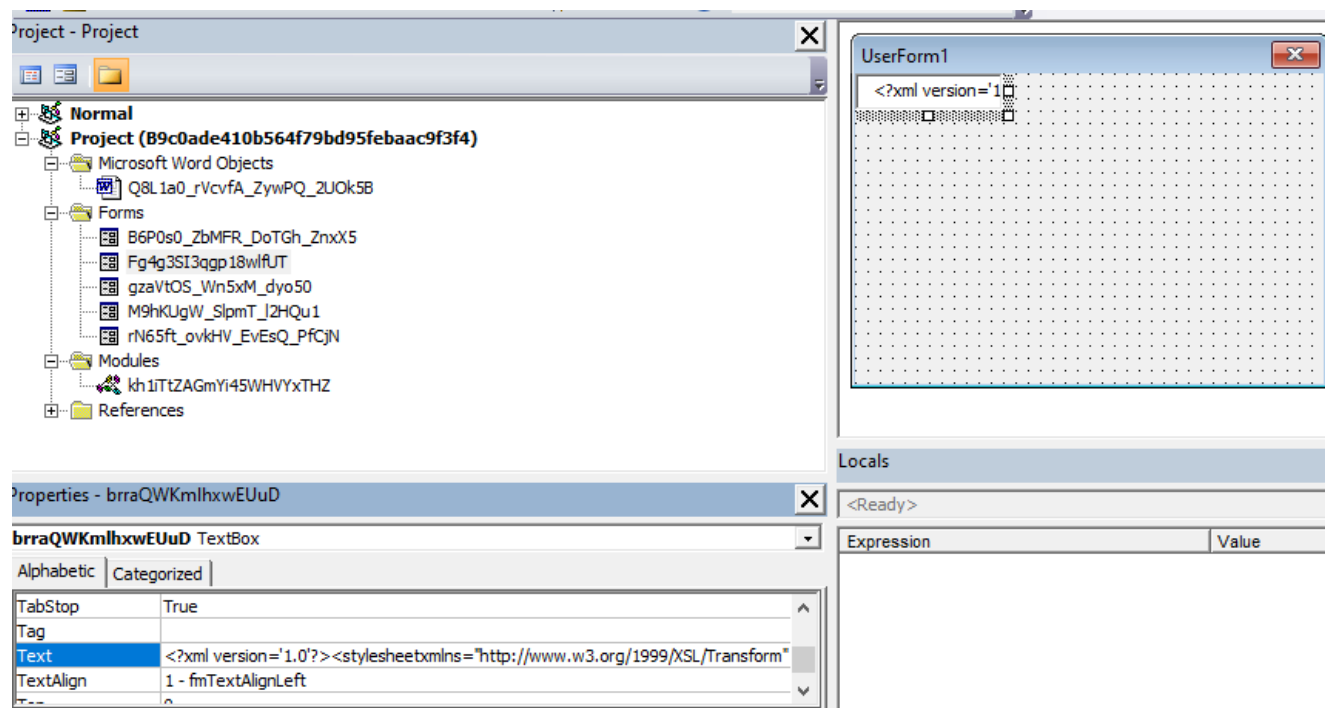 Project - Project
Normal
Project (B9c0ade410b564f79bd95febaac9f3f4)
Microsoft Word Objects
Q8L1a0_rVcvfA_ZywPQ_2UOk5B
Forms
B6P0s0_ZbMFR_DoTGh_ZnxX5
Fg4g3SI3qgp18wlfUT
gzaVtOS_Wn5xM_dyo50
M9hKUgW_SlpmT_l2HQu1
rN65ft_ovkHV_EvEsQ_PfCjN
Modules
kh1iTtZAGmYi45WHVYxTHZ
References
Properties - brraQWKmlhxwEUuD
brraQWKmlhxwEUuD TextBox
Alphabetic Categorized
TabStop True
Tag
Text <?xml version='1.0'?><stylesheetxmlns="http://www.w3.org/1999/XSL/Transform"
TextAlign 1 - fmTextAlignLeft
UserForm1
<?xml version='1
Locals
<Ready>
Expression Value